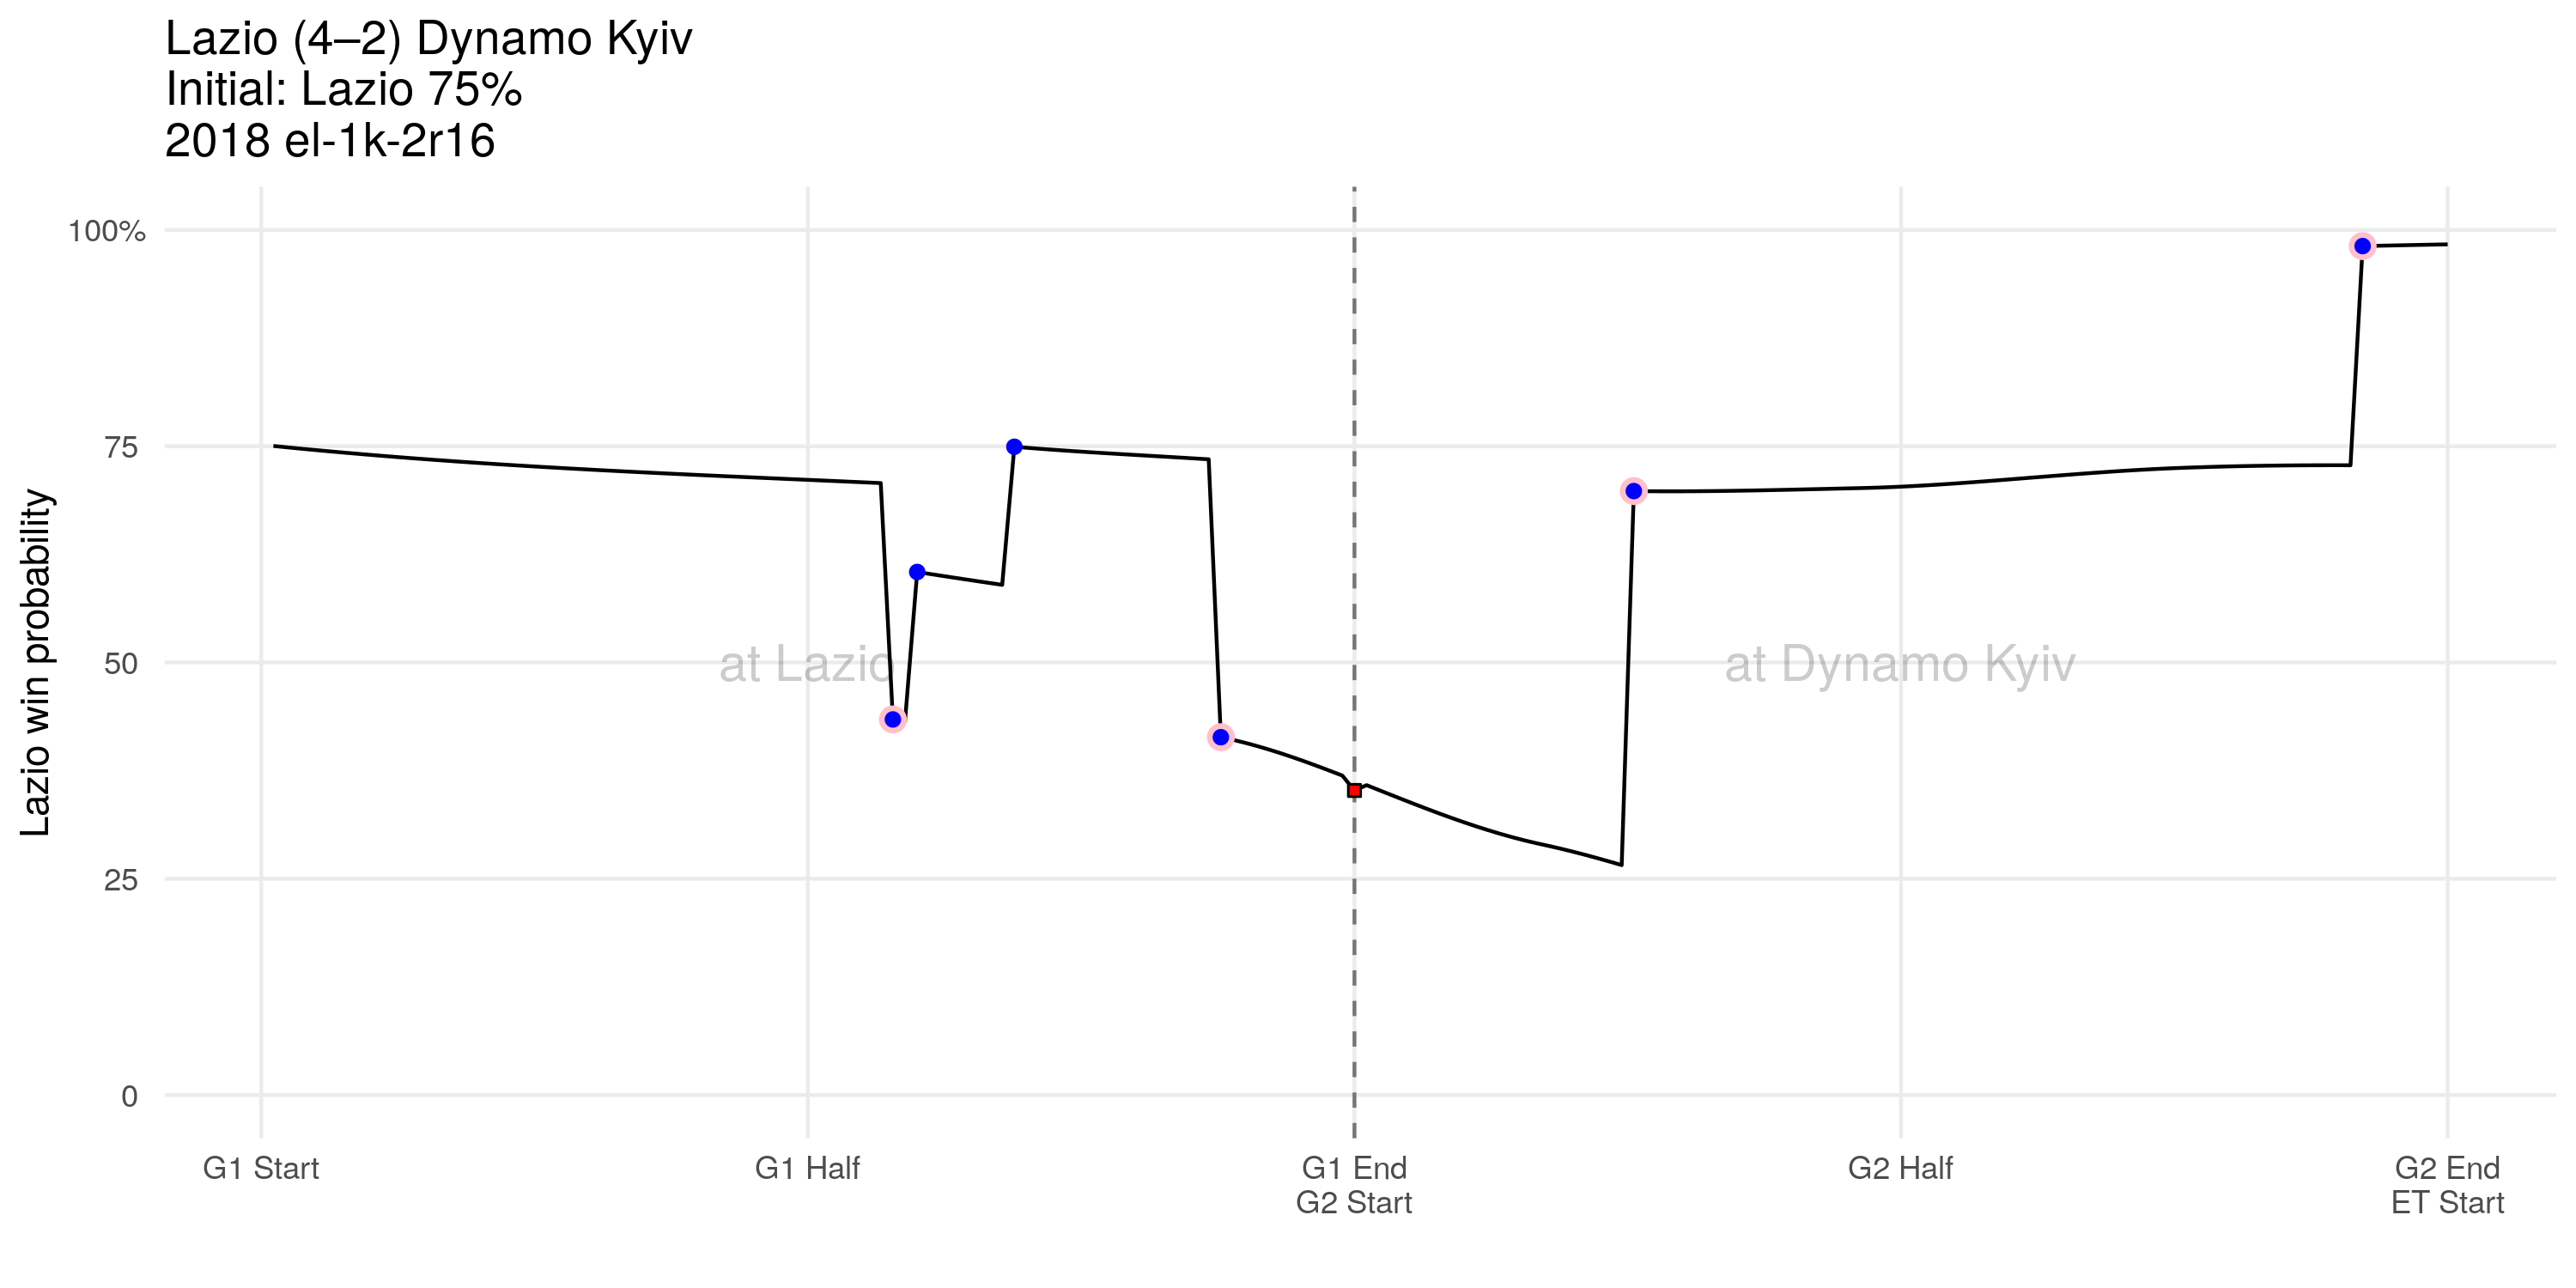 Lazio (4–2) Dynamo Kyiv
Initial: Lazio 75%
2018 el-1k-2r16
Lazio win probability
100%
75
50
25
0
at Lazio
at Dynamo Kyiv
G1 Start
G1 Half
G1 End
G2 Start
G2 Half
G2 End
ET Start